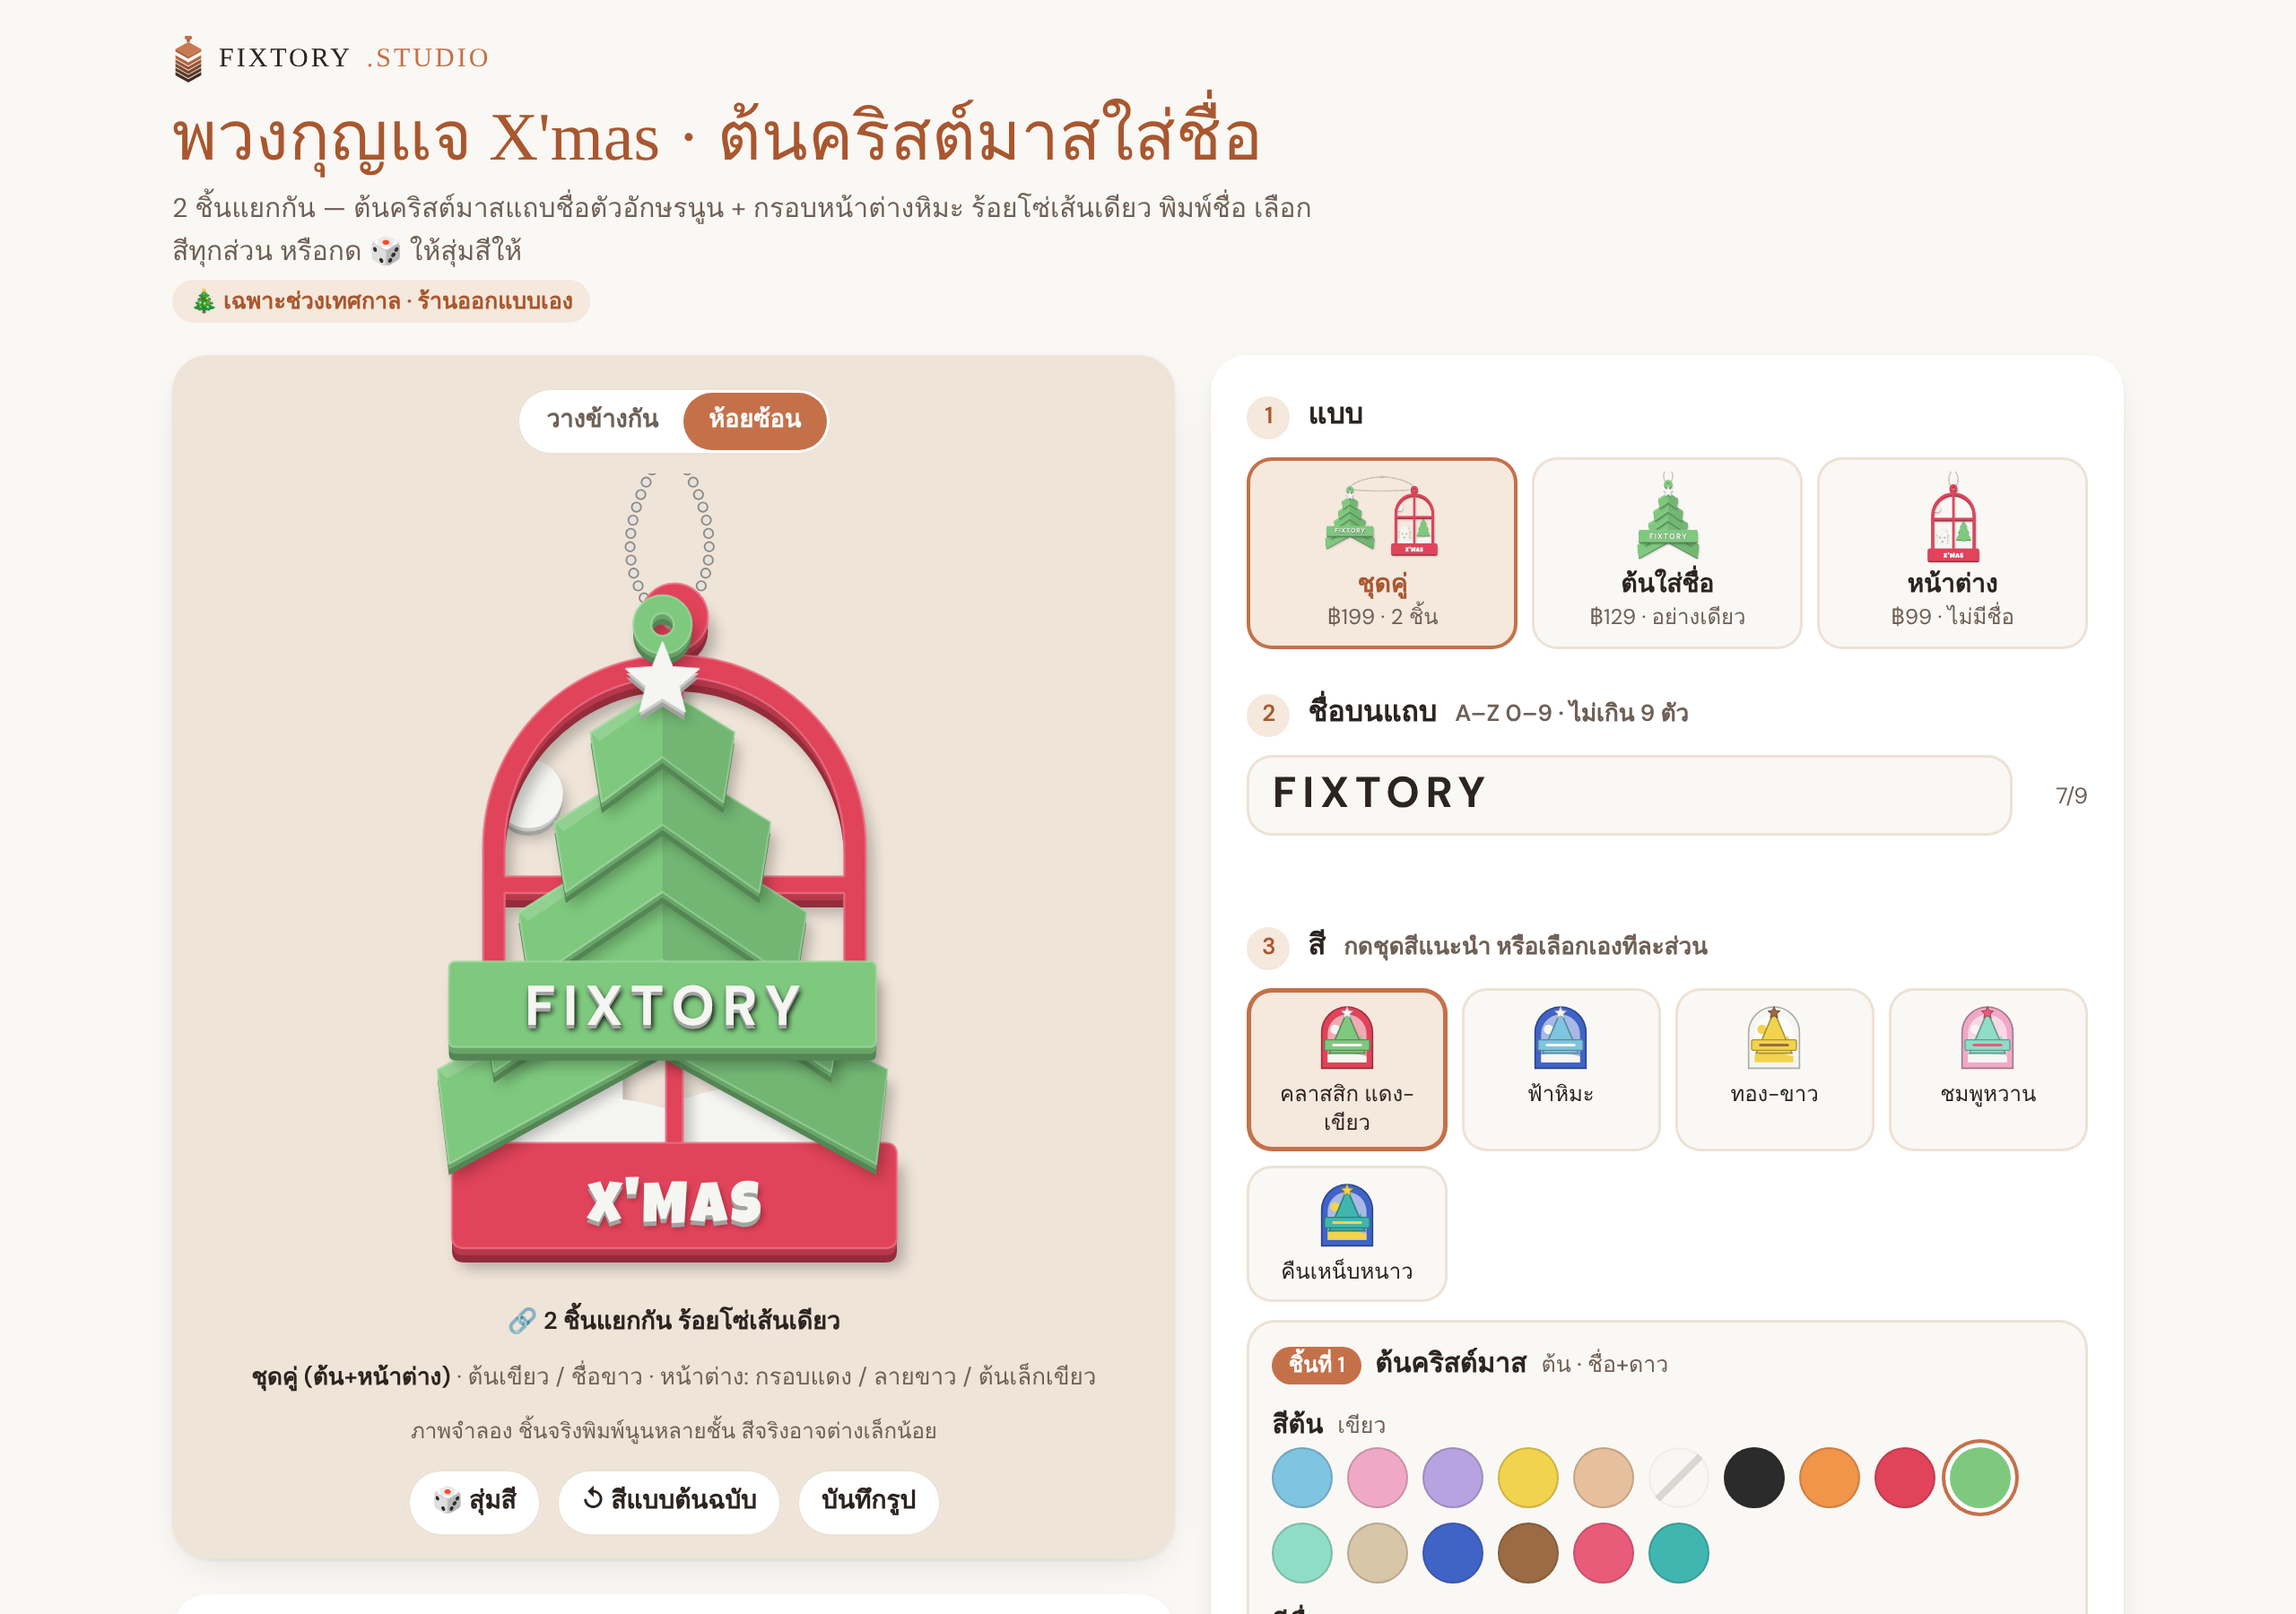 FIXTORY .STUDIO
พวงกุญแจ X'mas · ต้นคริสต์มาสใส่ชื่อ
2 ชิ้นแยกกัน — ต้นคริสต์มาสแถบชื่อตัวอักษรนูน + กรอบหน้าต่างหิมะ ร้อยโซ่เส้นเดียว พิมพ์ชื่อ เลือก
สีทุกส่วน หรือกด 🎲 ให้สุ่มสีให้
🎄 เฉพาะช่วงเทศกาล · ร้านออกแบบเอง
วางข้างกัน
ห้อยซ้อน
FIXTORY
X'MAS
🔗 2 ชิ้นแยกกัน ร้อยโซ่เส้นเดียว
ชุดคู่ (ต้น+หน้าต่าง) · ต้นเขียว / ชื่อขาว · หน้าต่าง: กรอบแดง / ลายขาว / ต้นเล็กเขียว
ภาพจำลอง ชิ้นจริงพิมพ์นูนหลายชั้น สีจริงอาจต่างเล็กน้อย
🎲 สุ่มสี
สีแบบต้นฉบับ
บันทึกรูป
1 แบบ
FIXTORY
X'MAS
ชุดคู่
฿199 · 2 ชิ้น
FIXTORY
ต้นใส่ชื่อ
฿129 · อย่างเดียว
X'MAS
หน้าต่าง
฿99 · ไม่มีชื่อ
2 ชื่อบนแถบ A–Z 0–9 · ไม่เกิน 9 ตัว
FIXTORY
7/9
3 สี กดชุดสีแนะนำ หรือเลือกเองทีละส่วน
คลาสสิก แดง-
เขียว
ฟ้าหิมะ
ทอง-ขาว
ชมพูหวาน
คืนเหน็บหนาว
ชิ้นที่ 1 ต้นคริสต์มาส ต้น · ชื่อ+ดาว
สีต้น เขียว